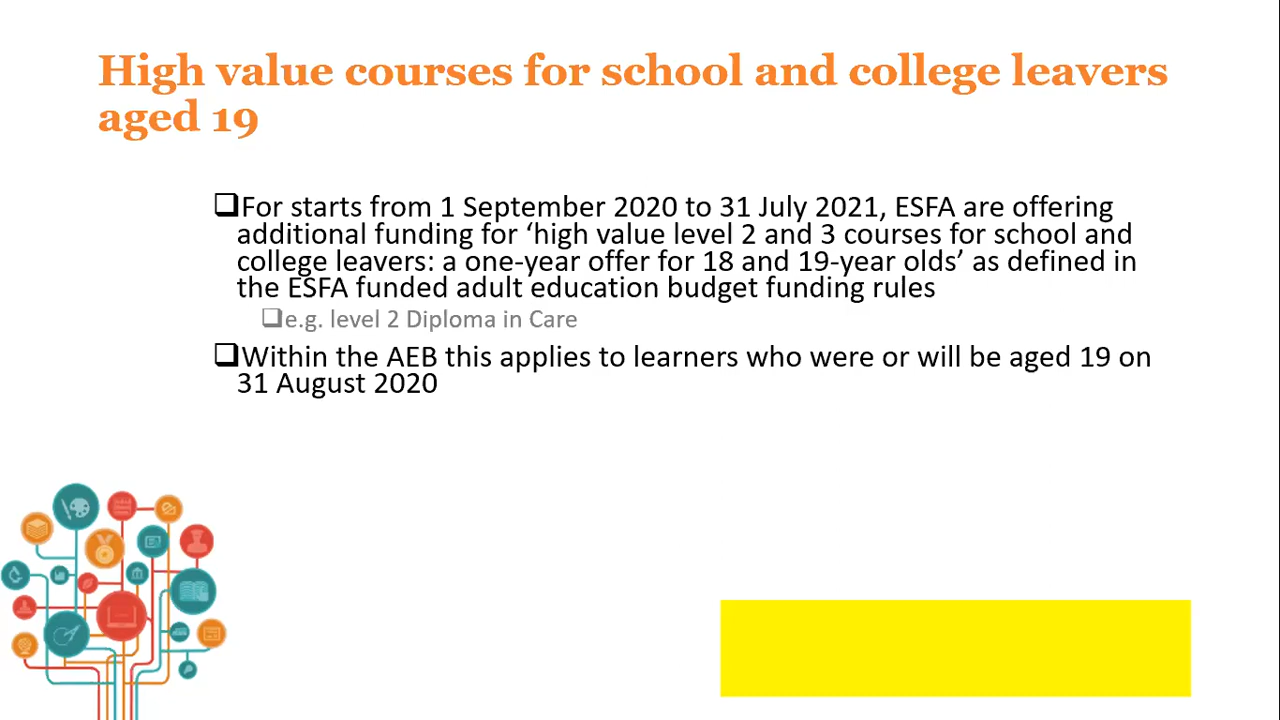 High value courses for school and college leavers
aged 19
For starts from 1 September 2020 to 31 July 2021, ESFA are offering
additional funding for ‘high value level 2 and 3 courses for school and
college leavers: a one-year offer for 18 and 19-year olds’ as defined in
the ESFA funded adult education budget funding rules
e.g. level 2 Diploma in Care
Within the AEB this applies to learners who were or will be aged 19 on
31 August 2020